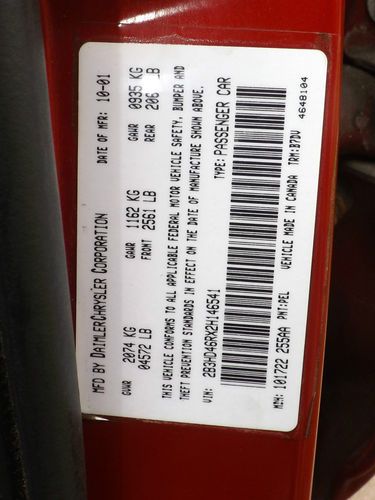 MFD BY DAIMLERCHRYSLER CORPORATION DATE OF MFR: 10-01
GVWR 2074 KG 04572 LB GAWR FRONT 1162 KG 2561 LB GAWR REAR 0935 KG 206 LB
THIS VEHICLE CONFORMS TO ALL APPLICABLE FEDERAL MOTOR VEHICLE SAFETY, BUMPER AND
THEFT PREVENTION STANDARDS IN EFFECT ON THE DATE OF MANUFACTURE SHOWN ABOVE.
VIN: 2B3HD46RX2H146541 TYPE: PASSENGER CAR
MDH: 101722 255AA PNT:PEL VEHICLE MADE IN CANADA TRM:B7DV
4648104